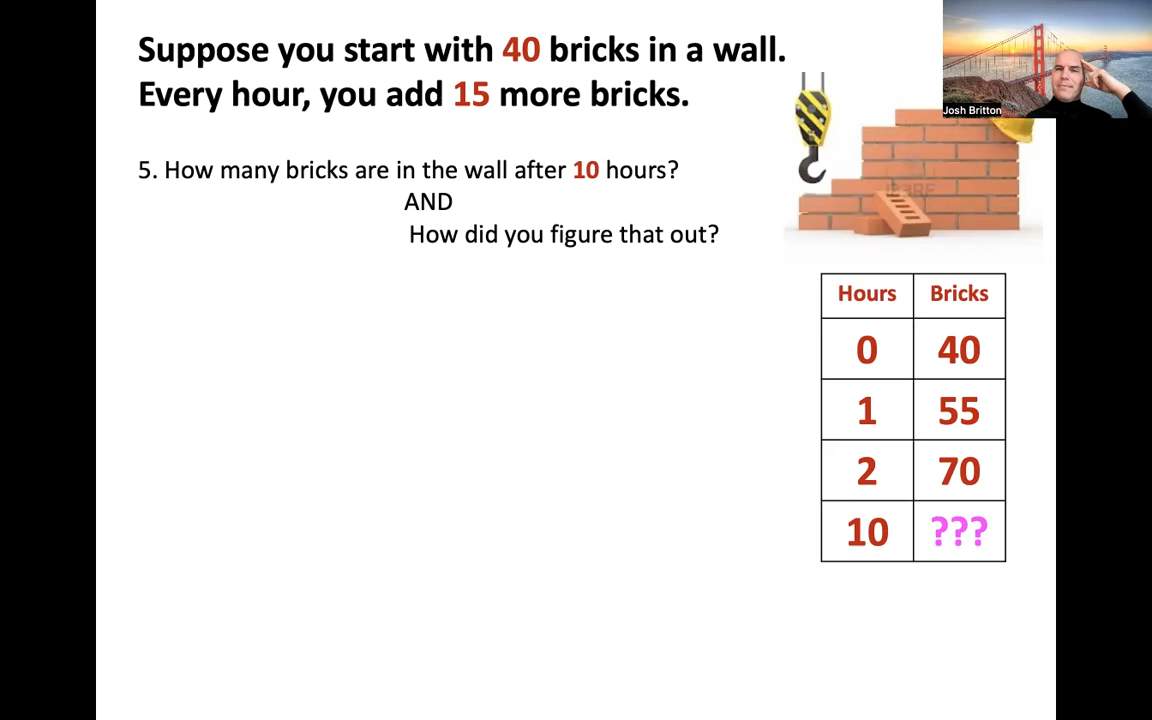 Suppose you start with 40 bricks in a wall.
Every hour, you add 15 more bricks.
Josh Britton
5. How many bricks are in the wall after 10 hours?
AND
How did you figure that out?
Hours Bricks
0 40
1 55
2 70
10 ???